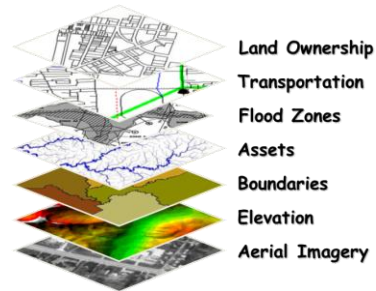 Land Ownership
Transportation
Flood Zones
Assets
Boundaries
Elevation
Aerial Imagery